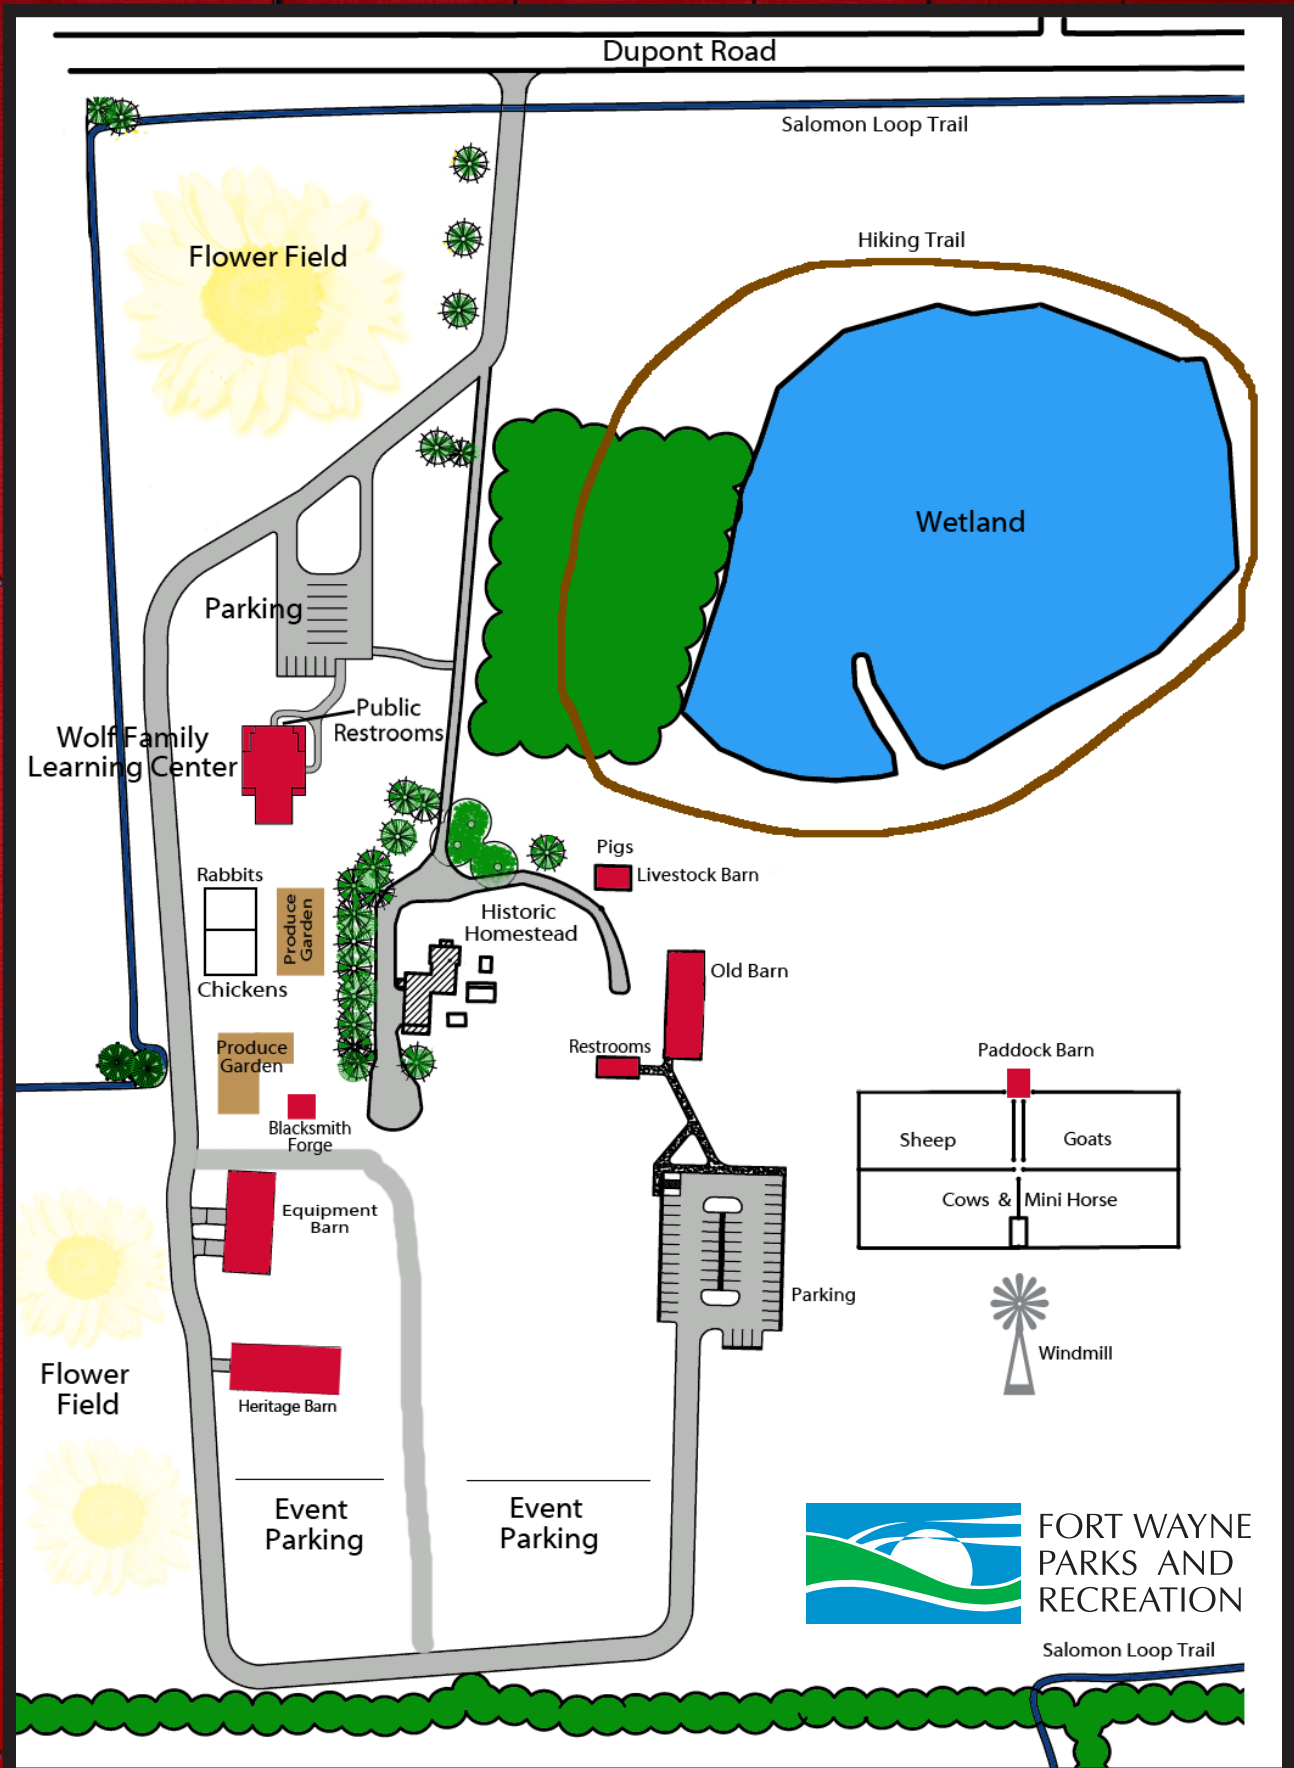 Dupont Road
Salomon Loop Trail
Hiking Trail
Flower Field
Wetland
Parking
Public
Restrooms
Wolf Family
Learning Center
Pigs
Livestock Barn
Rabbits
Produce
Garden
Chickens
Historic
Homestead
Old Barn
Restrooms
Produce
Garden
Paddock Barn
Sheep
Goats
Cows & Mini Horse
Blacksmith
Forge
Equipment
Barn
Parking
Windmill
Flower
Field
Heritage Barn
Event
Parking
Event
Parking
FORT WAYNE
PARKS AND
RECREATION
Salomon Loop Trail